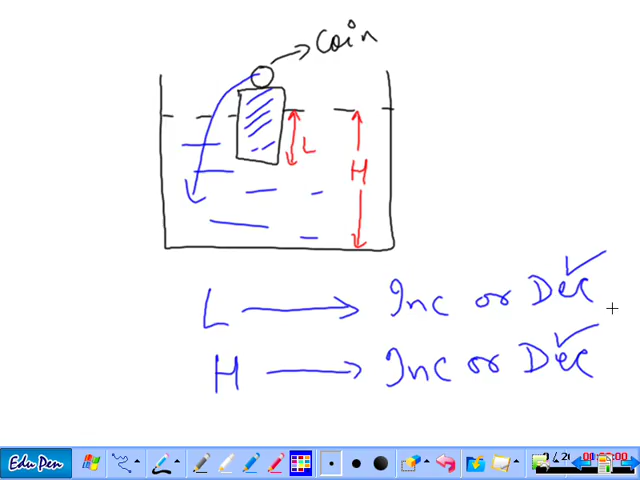 Coin
L
H
L → Inc or Dec ✓
H → Inc or Dec ✓
Edu Pen